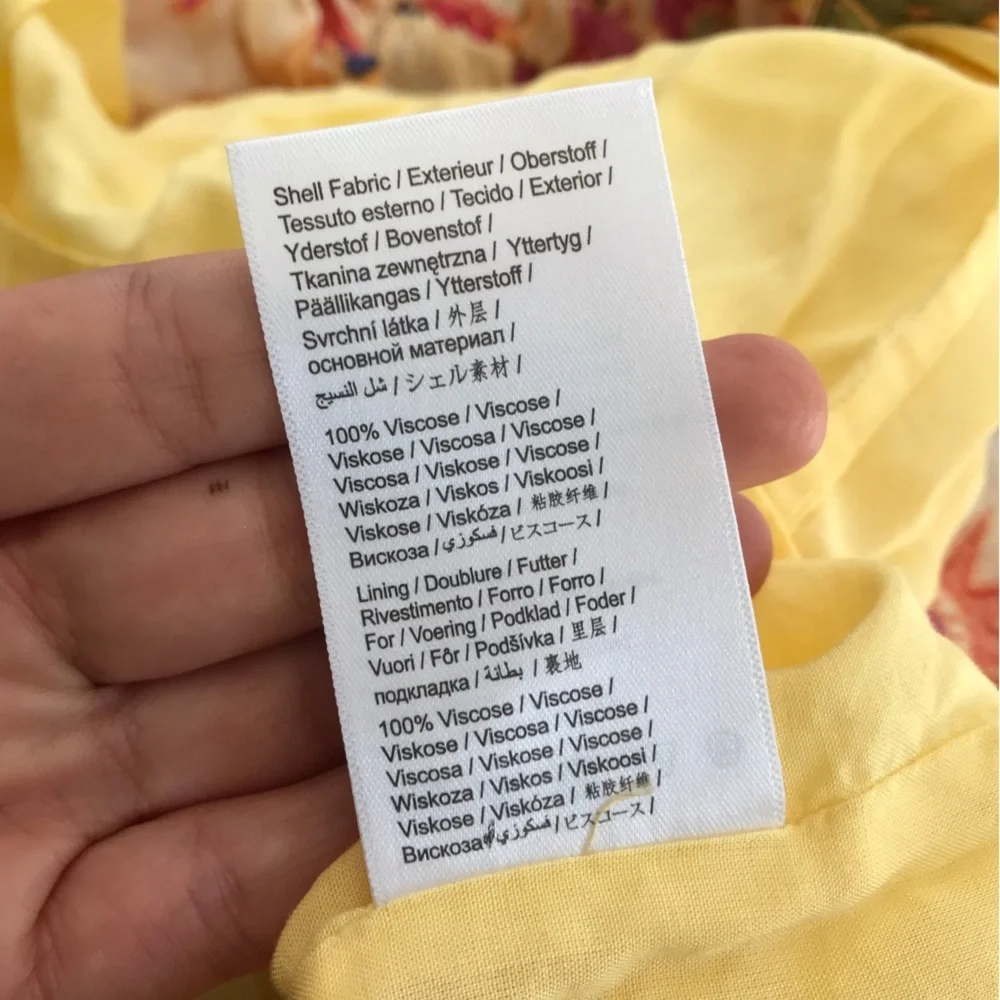 Shell Fabric / Exterieur / Oberstoff /
Tessuto esterno / Tecido / Exterior /
Yderstof / Bovenstof /
Tkanina zewnętrzna / Yttertyg /
Päällikangas / Ytterstoff /
Svrchní látka / 外层 /
основной материал /
شل النسيج / シェル素材 /
100% Viscose / Viscose /
Viskose / Viscosa / Viscose /
Viscosa / Viskose / Viscose /
Wiskoza / Viskos / Viskoosi /
Viskose / Viskóza / 粘胶纤维 /
Вискоза / فسكوزي / ビスコース /
Lining / Doublure / Futter /
Rivestimento / Forro / Forro /
For / Voering / Podklad / Foder /
Vuori / Fôr / Podšívka / 里层 /
подкладка / بطانة / 裏地
100% Viscose / Viscose /
Viskose / Viscosa / Viscose /
Viscosa / Viskose / Viscose /
Wiskoza / Viskos / Viskoosi /
Viskose / Viskóza / 粘胶纤维 /
Вискоза / فسكوزي / ビスコース /